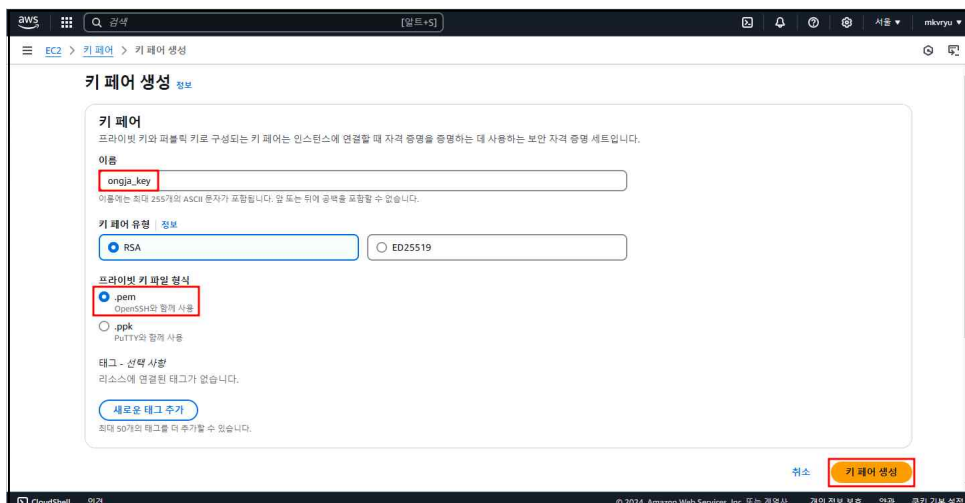 aws
검색 [알트+S] 서울 ▼ mkvryu ▼
EC2 > 키 페어 > 키 페어 생성
키 페어 생성 정보
키 페어
프라이빗 키와 퍼블릭 키로 구성되는 키 페어는 인스턴스에 연결할 때 자격 증명을 증명하는 데 사용하는 보안 자격 증명 세트입니다.
이름
ongja_key
이름에는 최대 255개의 ASCII 문자가 포함됩니다. 앞 또는 뒤에 공백을 포함할 수 없습니다.
키 페어 유형 정보
RSA ED25519
프라이빗 키 파일 형식
.pem
OpenSSH와 함께 사용
.ppk
PuTTY와 함께 사용
태그 - 선택 사항
리소스에 연결된 태그가 없습니다.
새로운 태그 추가
최대 50개의 태그를 더 추가할 수 있습니다.
취소 키 페어 생성
CloudShell 의견 © 2024, Amazon Web Services, Inc. 또는 계열사. 개인 정보 보호 약관 쿠키 기본 설정